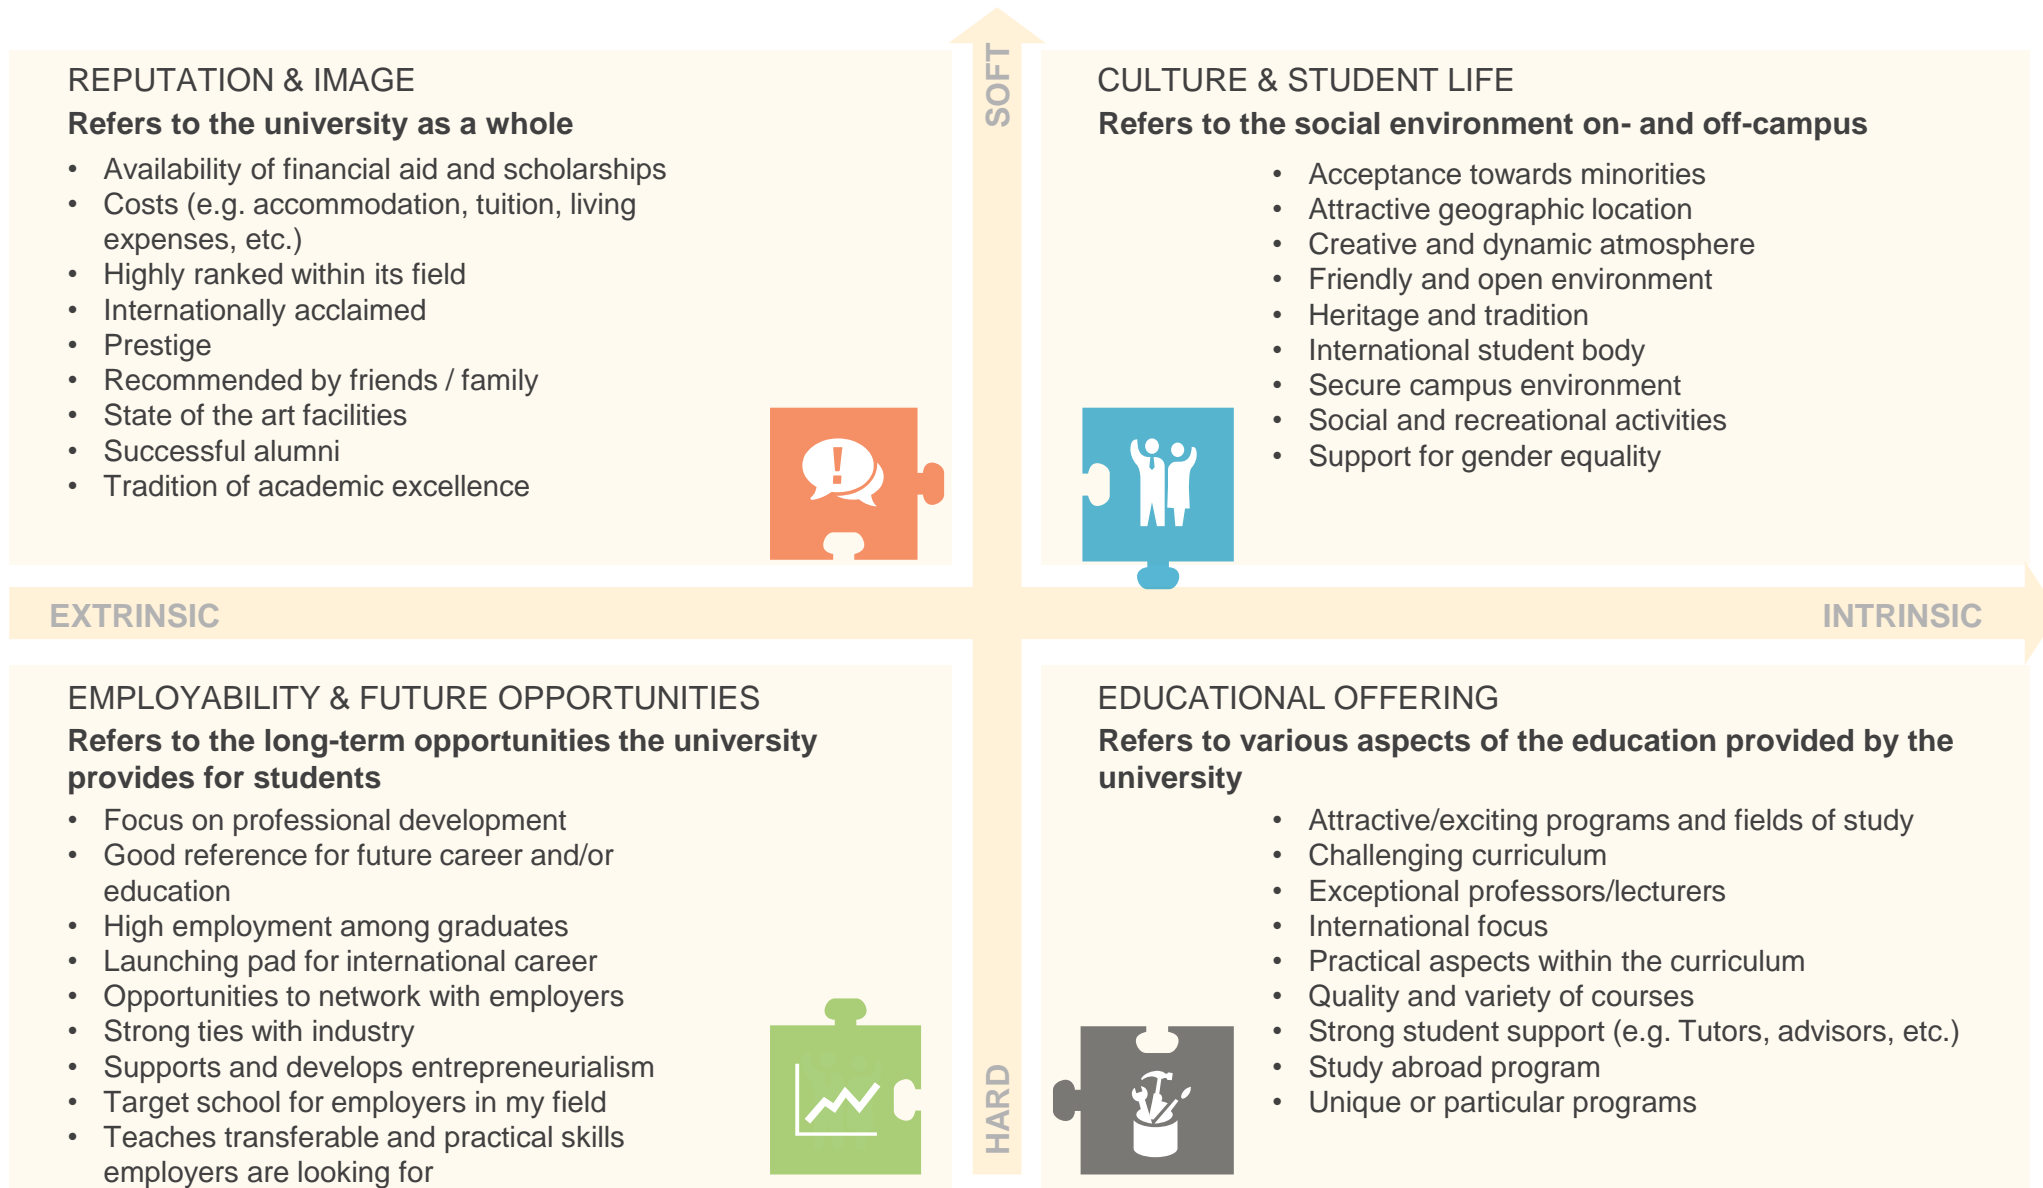 SOFT
REPUTATION & IMAGE
Refers to the university as a whole
• Availability of financial aid and scholarships
• Costs (e.g. accommodation, tuition, living
expenses, etc.)
• Highly ranked within its field
• Internationally acclaimed
• Prestige
• Recommended by friends / family
• State of the art facilities
• Successful alumni
• Tradition of academic excellence
CULTURE & STUDENT LIFE
Refers to the social environment on- and off-campus
• Acceptance towards minorities
• Attractive geographic location
• Creative and dynamic atmosphere
• Friendly and open environment
• Heritage and tradition
• International student body
• Secure campus environment
• Social and recreational activities
• Support for gender equality
EXTRINSIC
INTRINSIC
EMPLOYABILITY & FUTURE OPPORTUNITIES
Refers to the long-term opportunities the university
provides for students
• Focus on professional development
• Good reference for future career and/or
education
• High employment among graduates
• Launching pad for international career
• Opportunities to network with employers
• Strong ties with industry
• Supports and develops entrepreneurialism
• Target school for employers in my field
• Teaches transferable and practical skills
employers are looking for
HARD
EDUCATIONAL OFFERING
Refers to various aspects of the education provided by the
university
• Attractive/exciting programs and fields of study
• Challenging curriculum
• Exceptional professors/lecturers
• International focus
• Practical aspects within the curriculum
• Quality and variety of courses
• Strong student support (e.g. Tutors, advisors, etc.)
• Study abroad program
• Unique or particular programs